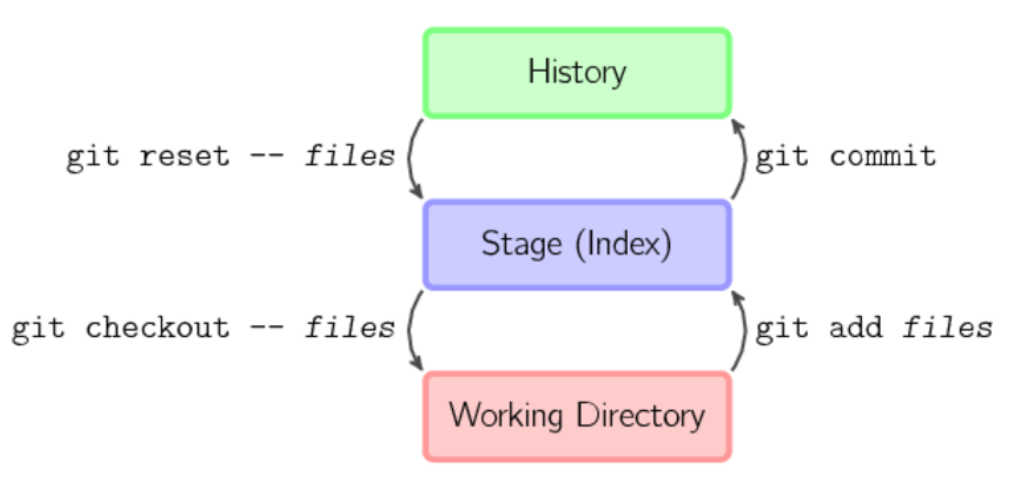 History
git reset -- files
git commit
Stage (Index)
git checkout -- files
git add files
Working Directory